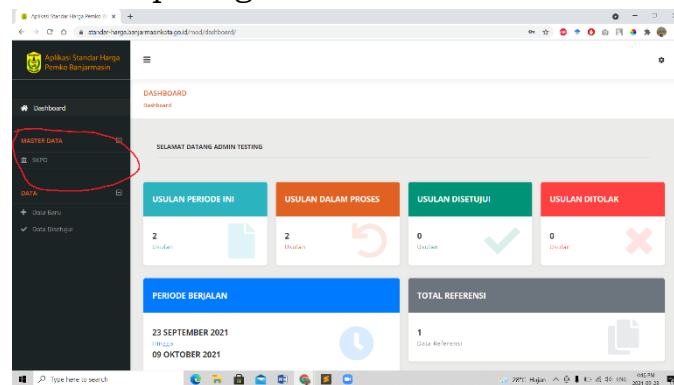 Aplikasi Standar Harga Pemko B
standar-harga.banjarmasinkota.go.id/mod/dashboard/
Aplikasi Standar Harga
Pemko Banjarmasin
Dashboard
MASTER DATA
SKPD
DATA
Data Baru
Data Disetujui
DASHBOARD
Dashboard
SELAMAT DATANG ADMIN TESTING
USULAN PERIODE INI
2
Usulan
USULAN DALAM PROSES
2
Usulan
USULAN DISETUJUI
0
Usulan
USULAN DITOLAK
0
Usulan
PERIODE BERJALAN
23 SEPTEMBER 2021
Hingga
09 OKTOBER 2021
TOTAL REFERENSI
1
Data Referensi
Type here to search
28°C Hujan
ENG